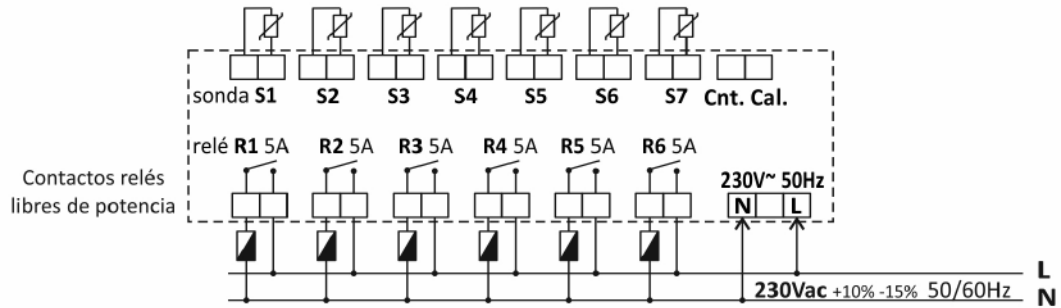 sonda S1 S2 S3 S4 S5 S6 S7 Cnt. Cal.
relé R1 5A R2 5A R3 5A R4 5A R5 5A R6 5A
Contactos relés
libres de potencia
230V~ 50Hz
N L
L
230Vac +10% -15% 50/60Hz N